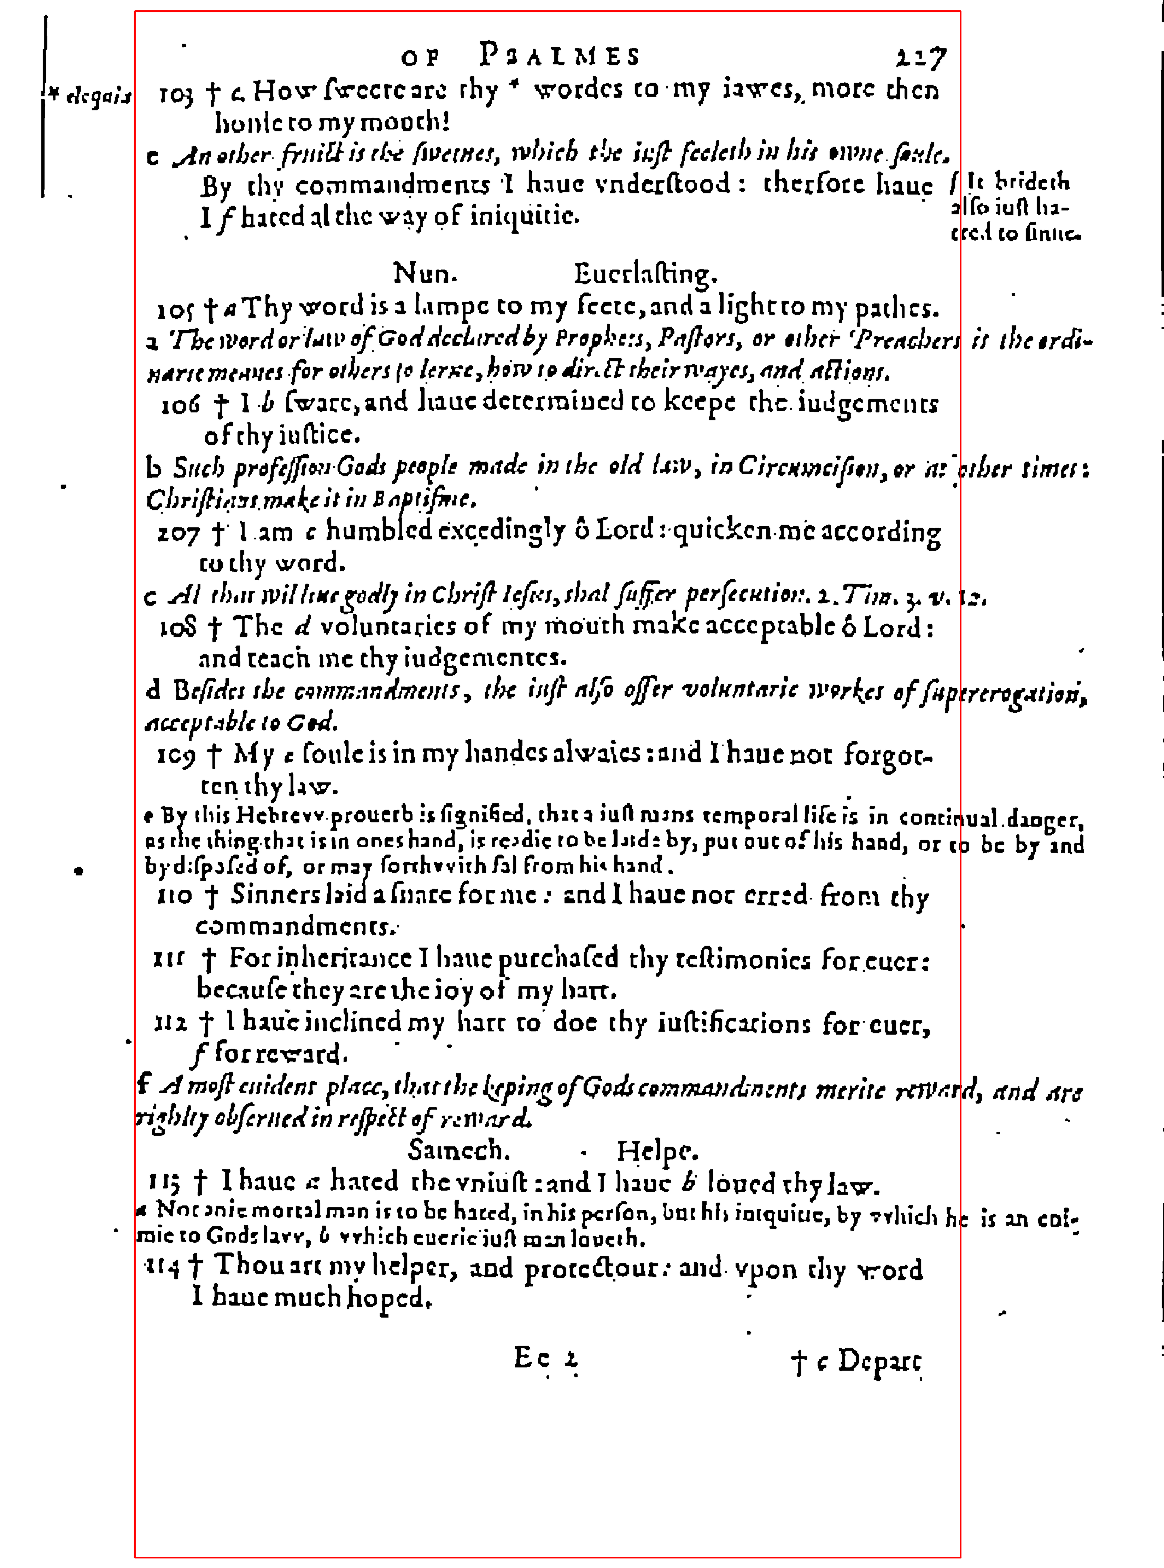 OF PSALMES 227
* eloquis
103 † e How ſweete are thy * wordes to my iawes, more then
honie to my mouth!
e An other fruict is the ſwetnes, which the iuſt feeleth in his owne ſoule.
By thy commandments I haue vnderſtood: therfore haue
I f hated al the way of iniquitie.
f It brideth
alſo iuſt ha-
tred to ſinne.
Nun. Euerlaſting.
105 † a Thy word is a lampe to my feete, and a light to my pathes.
a The word or law of God declared by Prophets, Paſtors, or other Preachers is the ordi-
narie meanes for others to lerne, how to direct their wayes, and actions.
106 † I b ſware, and haue determined to keepe the iudgements
of thy iuſtice.
b Such profeſſion Gods people made in the old law, in Circumciſion, or at other times:
Chriſtians make it in Baptiſme.
207 † I am c humbled excedingly ô Lord: quicken me according
to thy word.
c Al that wil liue godly in Chriſt Ieſus, shal ſuffer perſecution. 2. Tim. 3. v. 12.
108 † The d voluntaries of my mouth make acceptable ô Lord:
and teach me thy iudgementes.
d Beſides the commandments, the iuſt alſo offer voluntarie workes of ſupererogation,
acceptable to God.
109 † My e ſoule is in my handes alwaies: and I haue not forgot-
ten thy law.
e By this Hebrevv prouerb is ſignified, that a iuſt mans temporal life is in continual danger,
as the thing that is in ones hand, is readie to be laide by, put out of his hand, or to be by and
by diſpoſed of, or may forthvvith fal from his hand.
110 † Sinners laid a ſnare for me: and I haue not erred from thy
commandments.
111 † For inheritance I haue purchaſed thy teſtimonies for euer:
becauſe they are the ioy of my hart.
112 † I haue inclined my hart to doe thy iuſtifications for euer,
f for reward.
f A moſt euident place, that the keping of Gods commandments merite reward, and are
rightly obſerued in reſpect of reward.
Samech. Helpe.
113 † I haue a hated the vniuſt: and I haue b loued thy law.
a Not anie mortal man is to be hated, in his perſon, but his iniquitie, by vvhich he is an ene-
mie to Gods lavv, b vvhich euerie iuſt man loueth.
114 † Thou art my helper, and protectour: and vpon thy word
I haue much hoped.
Ee 2 † c Depart